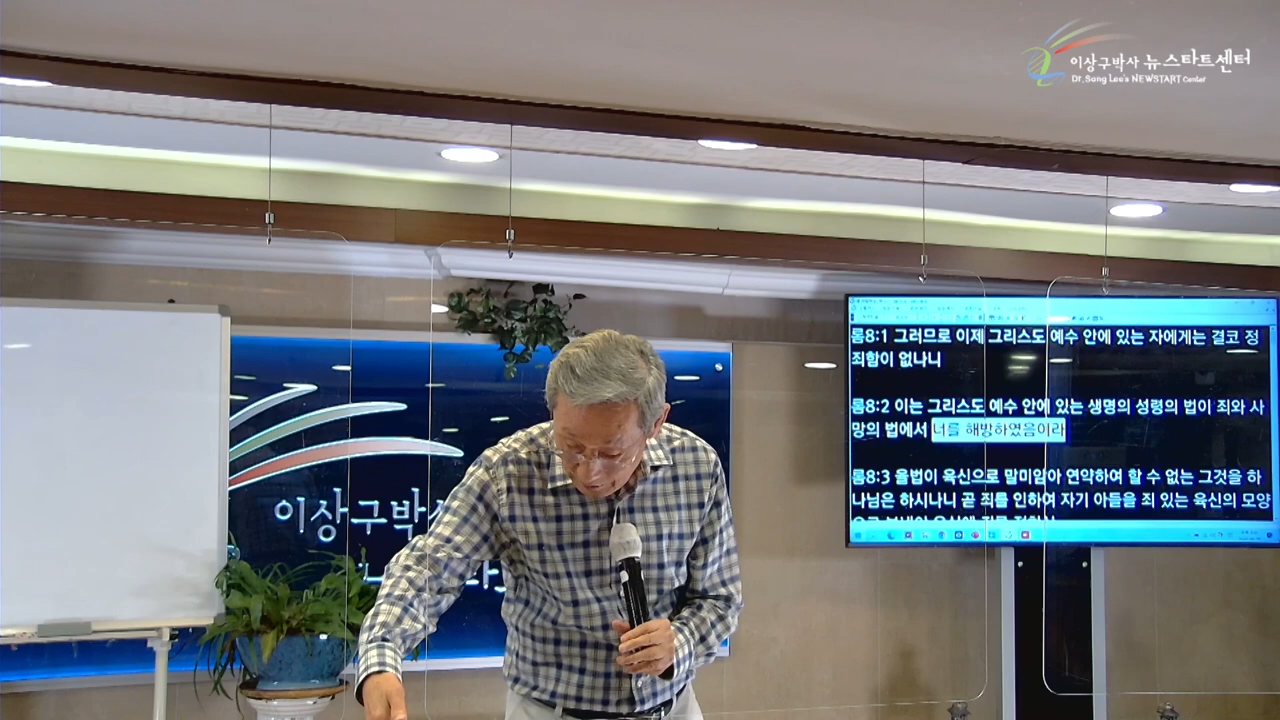 이상구박사 뉴스타트센터
Dr. Sang Lee's NEWSTART Center
이상구박사
롬8:1 그러므로 이제 그리스도 예수 안에 있는 자에게는 결코 정
죄함이 없나니
롬8:2 이는 그리스도 예수 안에 있는 생명의 성령의 법이 죄와 사
망의 법에서 너를 해방하였음이라
롬8:3 율법이 육신으로 말미암아 연약하여 할 수 없는 그것을 하
나님은 하시나니 곧 죄를 인하여 자기 아들을 죄 있는 육신의 모양